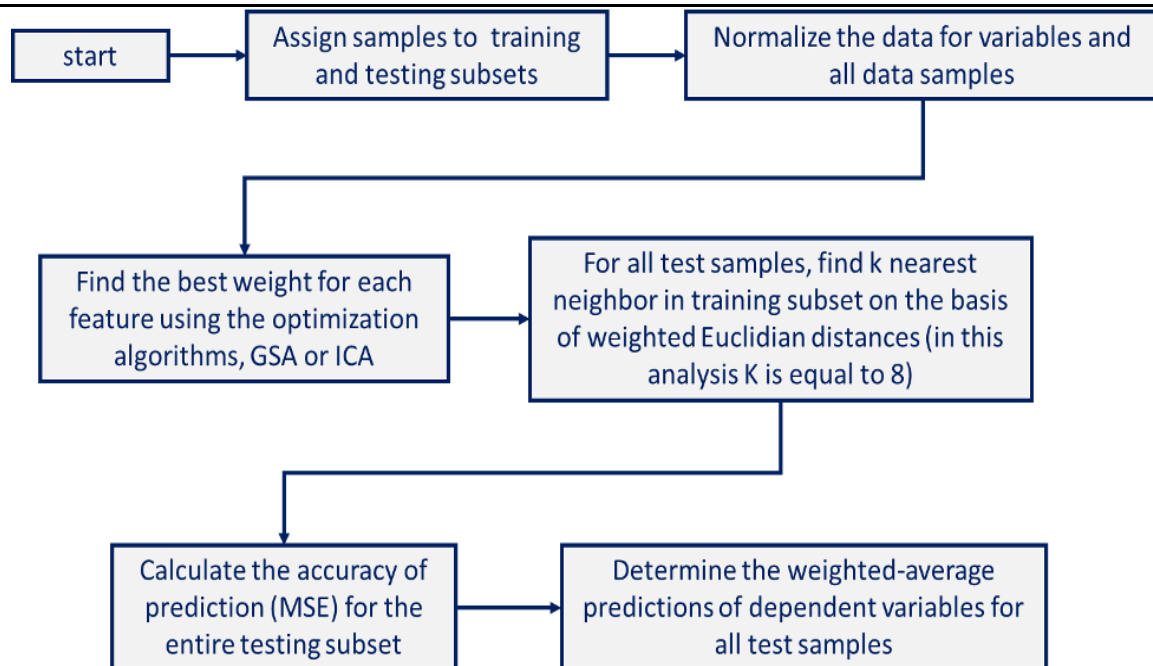 start
Assign samples to training
and testing subsets
Normalize the data for variables and
all data samples
Find the best weight for each
feature using the optimization
algorithms, GSA or ICA
For all test samples, find k nearest
neighbor in training subset on the basis
of weighted Euclidian distances (in this
analysis K is equal to 8)
Calculate the accuracy of
prediction (MSE) for the
entire testing subset
Determine the weighted-average
predictions of dependent variables for
all test samples